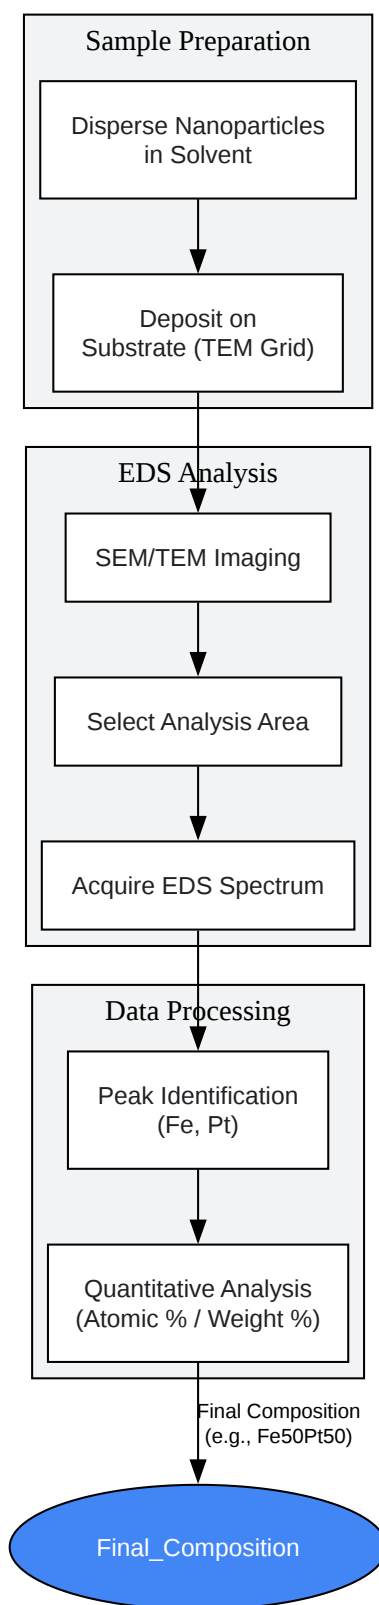 Sample Preparation
Disperse Nanoparticles
in Solvent
Deposit on
Substrate (TEM Grid)
EDS Analysis
SEM/TEM Imaging
Select Analysis Area
Acquire EDS Spectrum
Data Processing
Peak Identification
(Fe, Pt)
Quantitative Analysis
(Atomic % / Weight %)
Final Composition
(e.g., Fe50Pt50)
Final_Composition